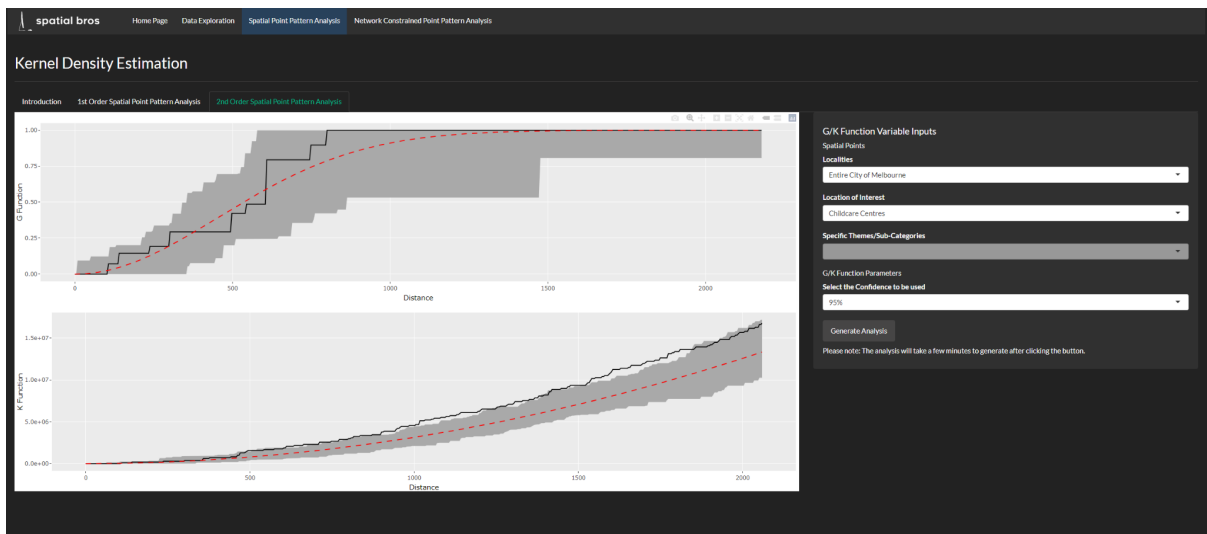 spatial bros Home Page Data Exploration Spatial Point Pattern Analysis Network Constrained Point Pattern Analysis
Kernel Density Estimation
Introduction 1st Order Spatial Point Pattern Analysis 2nd Order Spatial Point Pattern Analysis
1.00
0.75
0.50
0.25
0.00
G Function
0 500 1000 1500 2000
Distance
1.5e+07
1.0e+07
5.0e+06
0.0e+00
K Function
0 500 1000 1500 2000
Distance
G/K Function Variable Inputs
Spatial Points
Localities
Entire City of Melbourne
Location of Interest
Childcare Centres
Specific Themes/Sub-Categories
G/K Function Parameters
Select the Confidence to be used
95%
Generate Analysis
Please note: The analysis will take a few minutes to generate after clicking the button.